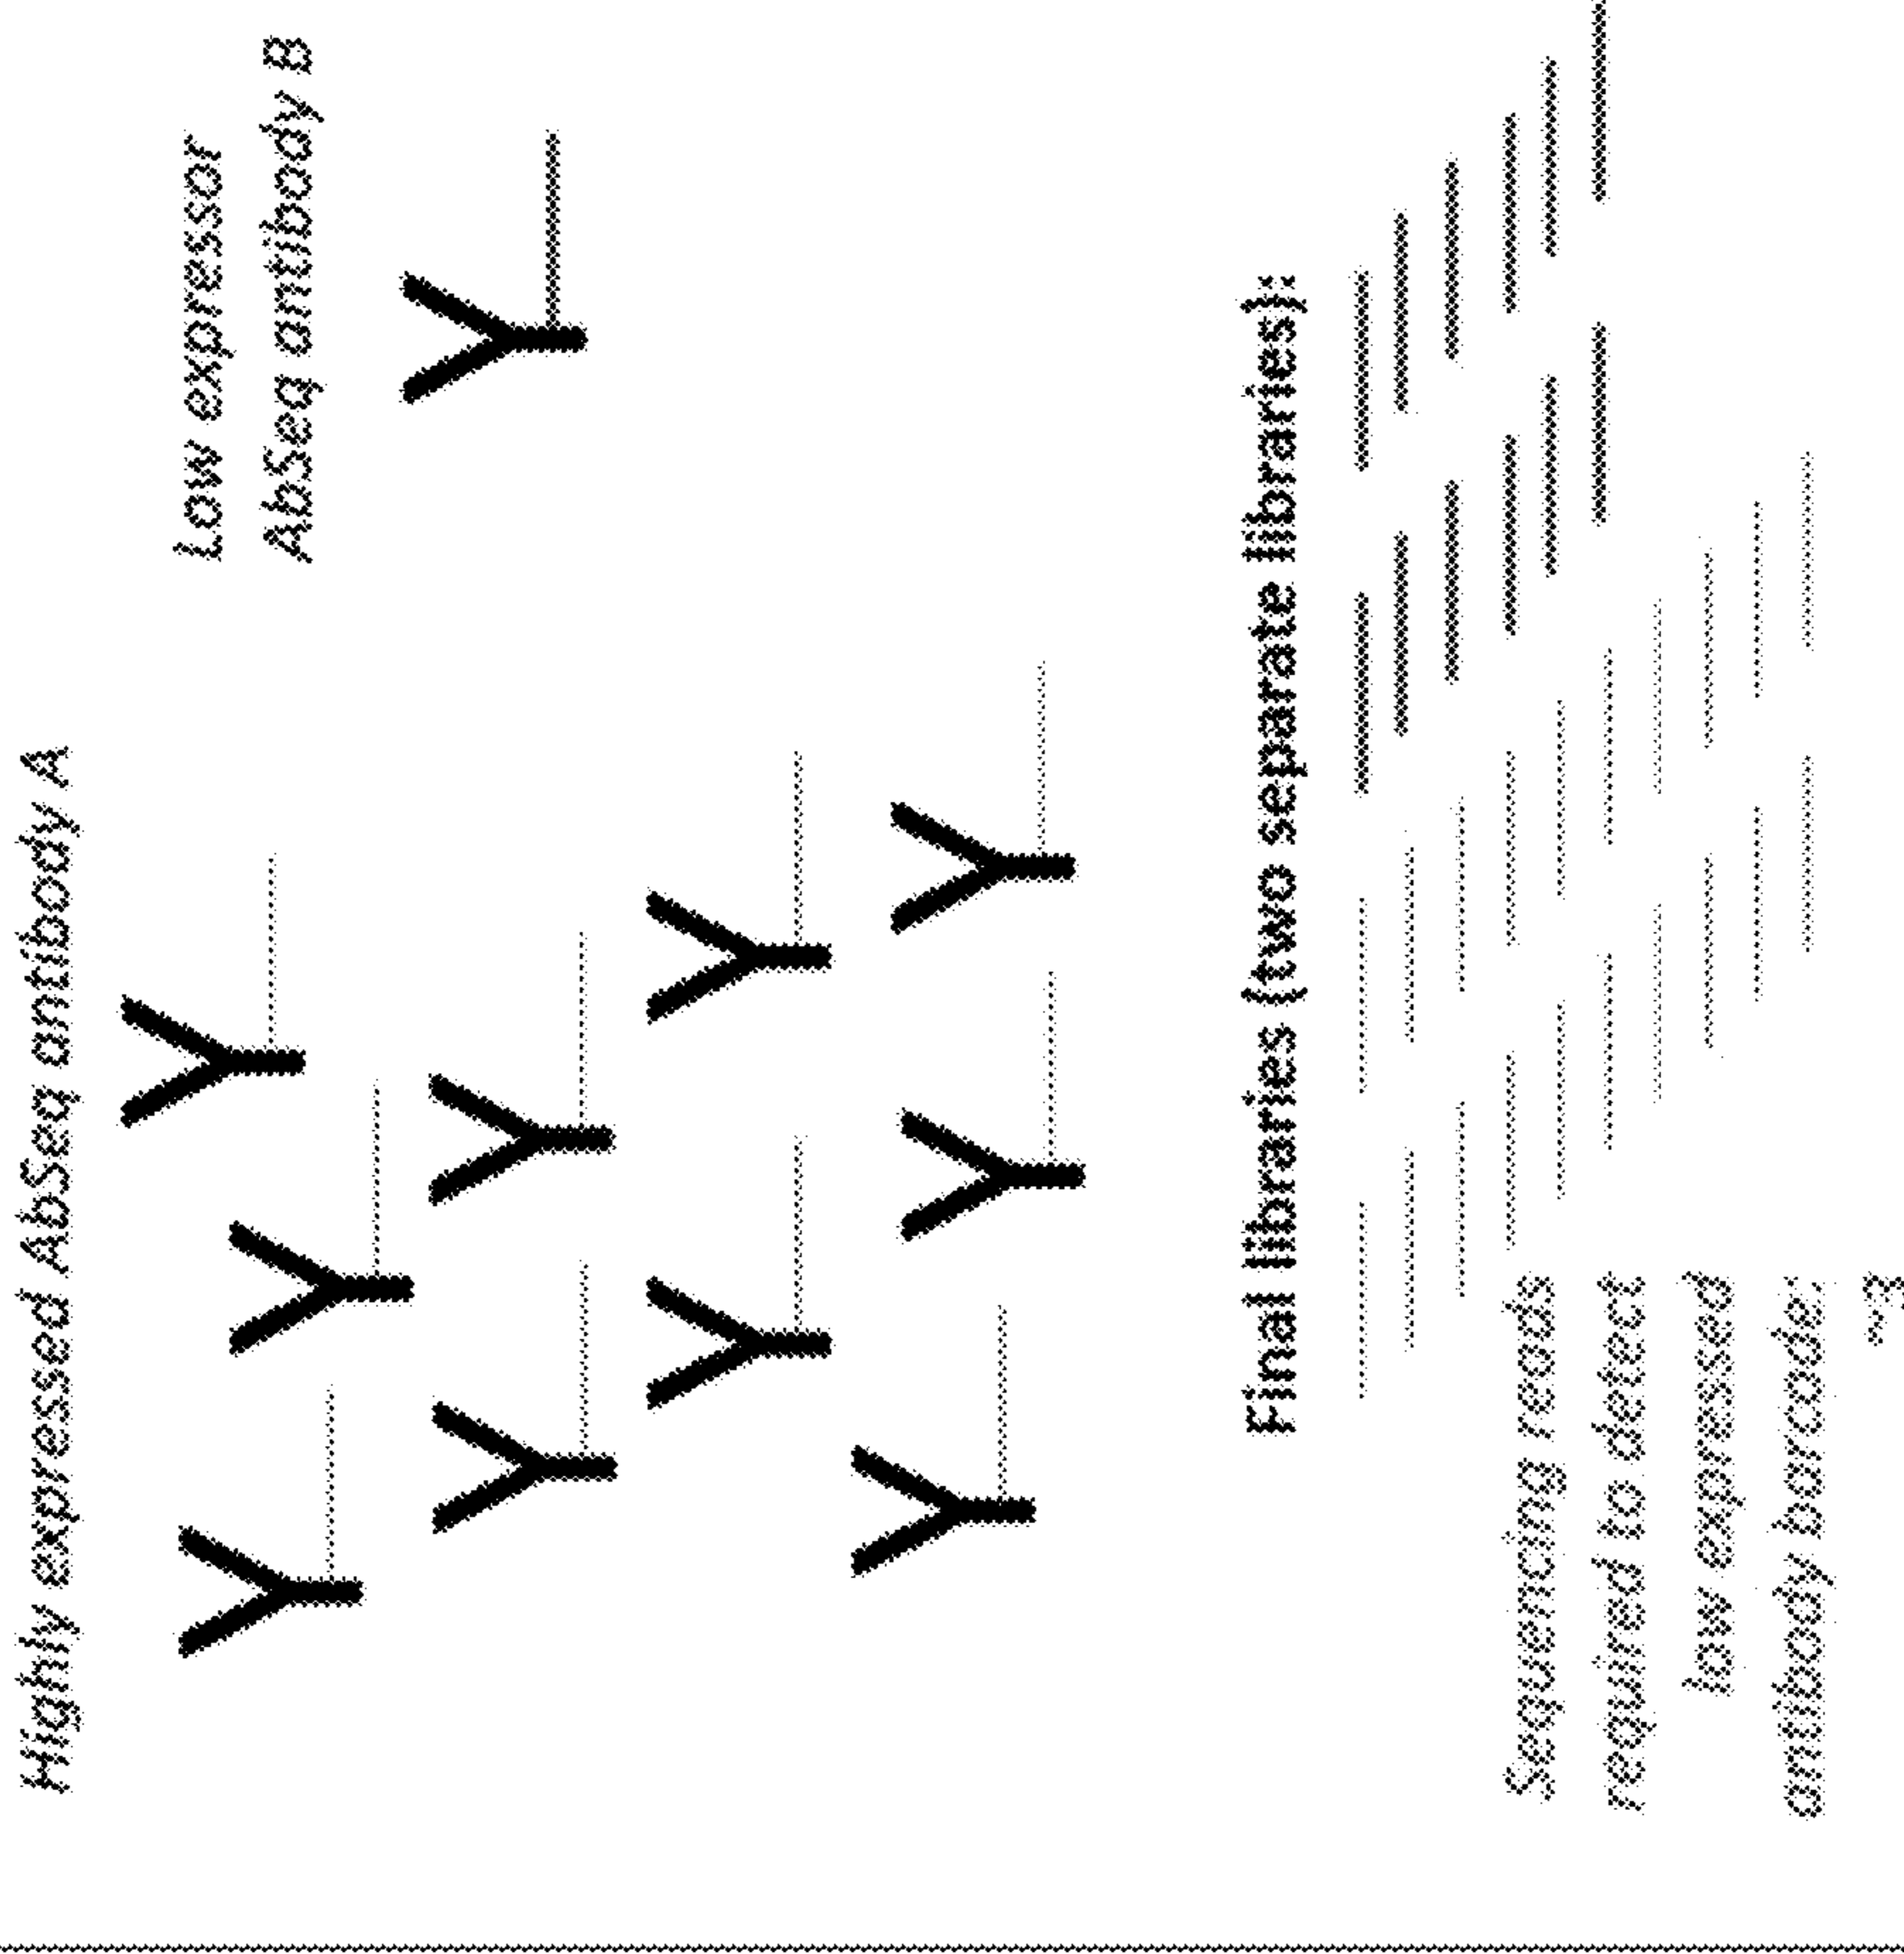 Highly expressed AbSeq antibody A
Low expressor
AbSeq antibody B
Final libraries (two separate libraries):
Sequencing reads
required to detect
low expressed
antibody barcode:
~3